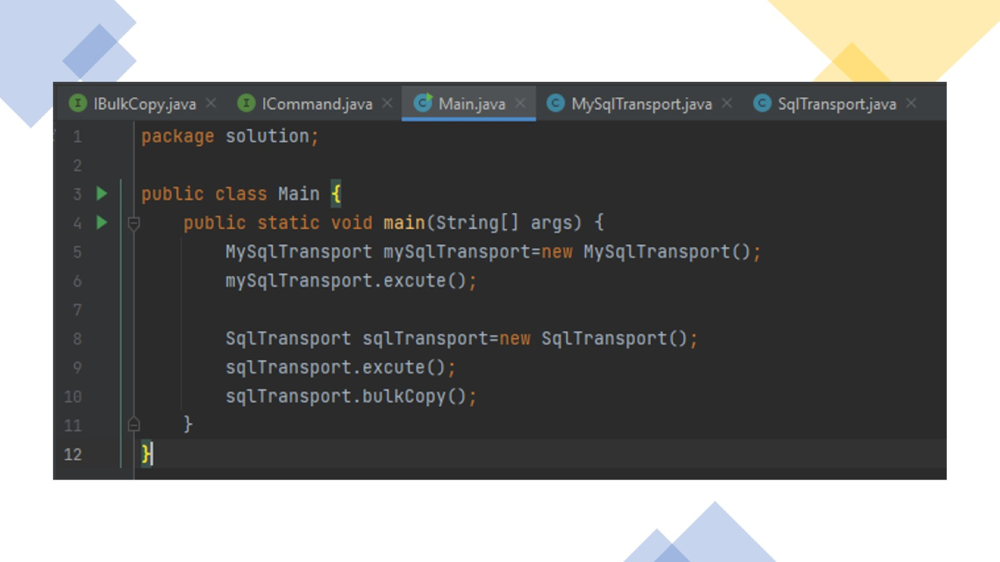 IBulkCopy.java ICommand.java Main.java MySqlTransport.java SqlTransport.java
1 package solution;
2
3 public class Main {
4 public static void main(String[] args) {
5 MySqlTransport mySqlTransport=new MySqlTransport();
6 mySqlTransport.excute();
7
8 SqlTransport sqlTransport=new SqlTransport();
9 sqlTransport.excute();
10 sqlTransport.bulkCopy();
11 }
12 }